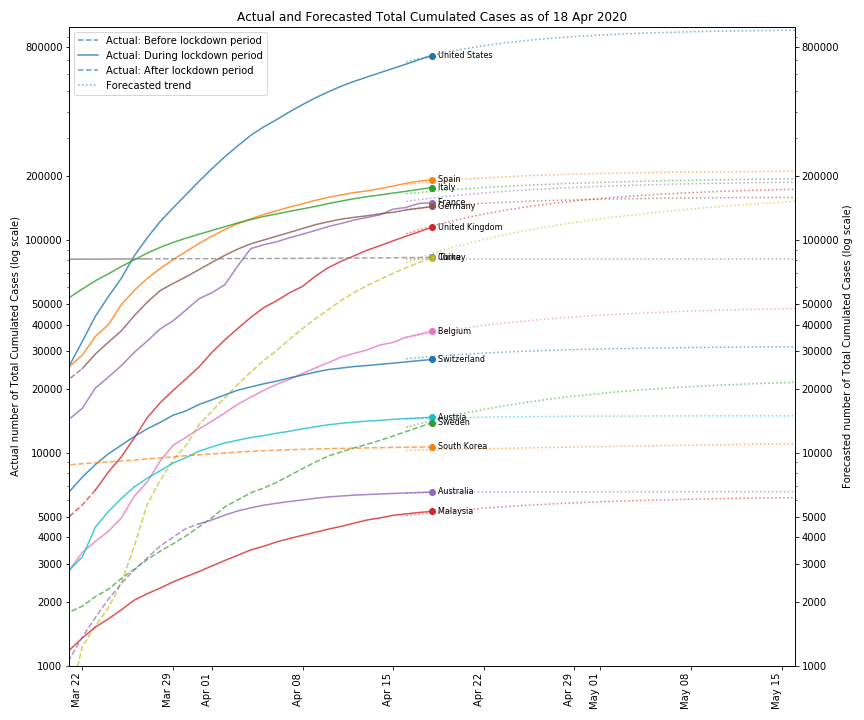 Actual and Forecasted Total Cumulated Cases as of 18 Apr 2020
Actual: Before lockdown period
Actual: During lockdown period
Actual: After lockdown period
Forecasted trend
Actual number of Total Cumulated Cases (log scale)
800000
200000
100000
50000
40000
30000
20000
10000
5000
4000
3000
2000
1000
United States
Spain
Italy
France
Germany
United Kingdom
Belgium
Switzerland
Austria
Sweden
South Korea
Australia
Malaysia
800000
200000
100000
50000
40000
30000
20000
10000
5000
4000
3000
2000
1000
Forecasted number of Total Cumulated Cases (log scale)
Mar 22
Mar 29
Apr 01
Apr 08
Apr 15
Apr 22
Apr 29
May 01
May 08
May 15